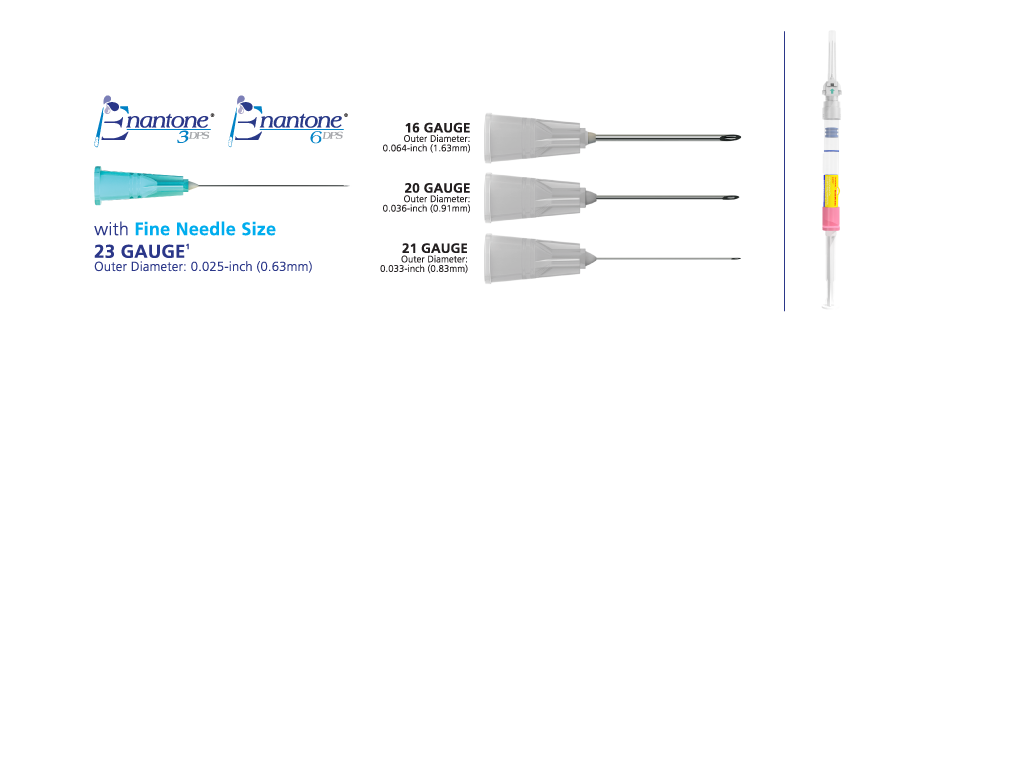 Enantone®
3DPS
Enantone®
6DPS
with Fine Needle Size
23 GAUGE¹
Outer Diameter: 0.025-inch (0.63mm)
16 GAUGE
Outer Diameter:
0.064-inch (1.63mm)
20 GAUGE
Outer Diameter:
0.036-inch (0.91mm)
21 GAUGE
Outer Diameter:
0.033-inch (0.83mm)